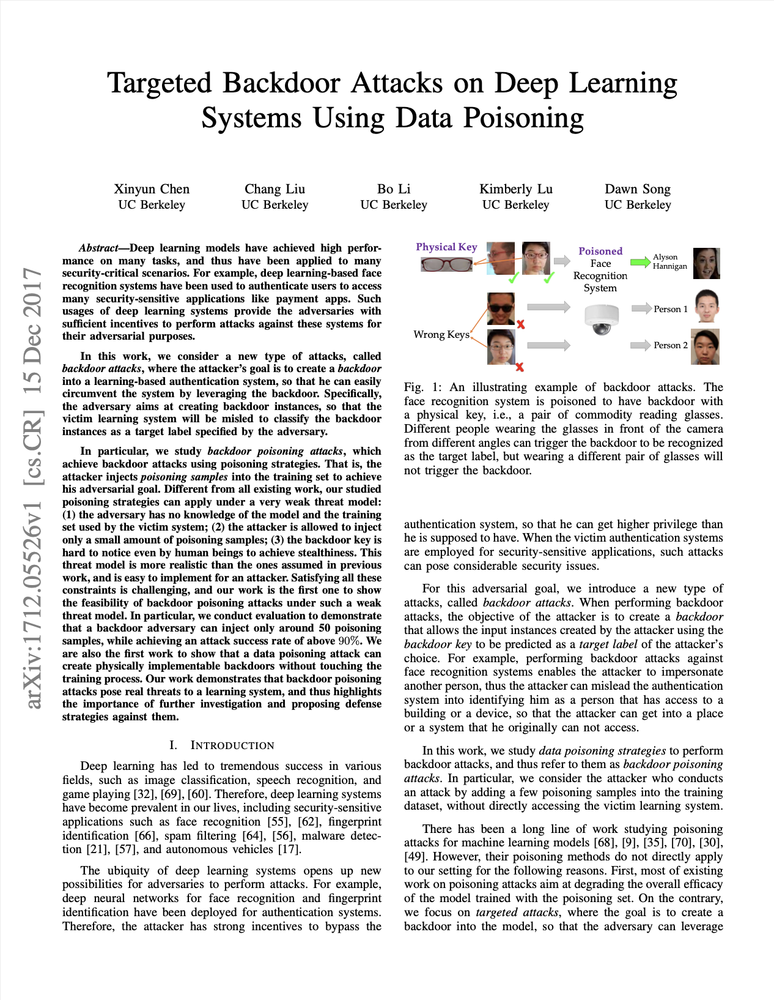 Targeted Backdoor Attacks on Deep Learning
Systems Using Data Poisoning
Xinyun Chen
UC Berkeley
Chang Liu
UC Berkeley
Bo Li
UC Berkeley
Kimberly Lu
UC Berkeley
Dawn Song
UC Berkeley
arXiv:1712.05526v1 [cs.CR] 15 Dec 2017
Abstract—Deep learning models have achieved high perfor-
mance on many tasks, and thus have been applied to many
security-critical scenarios. For example, deep learning-based face
recognition systems have been used to authenticate users to access
many security-sensitive applications like payment apps. Such
usages of deep learning systems provide the adversaries with
sufficient incentives to perform attacks against these systems for
their adversarial purposes.
In this work, we consider a new type of attacks, called
backdoor attacks, where the attacker's goal is to create a backdoor
into a learning-based authentication system, so that he can easily
circumvent the system by leveraging the backdoor. Specifically,
the adversary aims at creating backdoor instances, so that the
victim learning system will be misled to classify the backdoor
instances as a target label specified by the adversary.
In particular, we study backdoor poisoning attacks, which
achieve backdoor attacks using poisoning strategies. That is, the
attacker injects poisoning samples into the training set to achieve
his adversarial goal. Different from all existing work, our studied
poisoning strategies can apply under a very weak threat model:
(1) the adversary has no knowledge of the model and the training
set used by the victim system; (2) the attacker is allowed to inject
only a small amount of poisoning samples; (3) the backdoor key is
hard to notice even by human beings to achieve stealthiness. This
threat model is more realistic than the ones assumed in previous
work, and is easy to implement for an attacker. Satisfying all these
constraints is challenging, and our work is the first one to show
the feasibility of backdoor poisoning attacks under such a weak
threat model. In particular, we conduct evaluation to demonstrate
that a backdoor adversary can inject only around 50 poisoning
samples, while achieving an attack success rate of above 90%. We
are also the first work to show that a data poisoning attack can
create physically implementable backdoors without touching the
training process. Our work demonstrates that backdoor poisoning
attacks pose real threats to a learning system, and thus highlights
the importance of further investigation and proposing defense
strategies against them.
I. INTRODUCTION
Deep learning has led to tremendous success in various
fields, such as image classification, speech recognition, and
game playing [32], [69], [60]. Therefore, deep learning systems
have become prevalent in our lives, including security-sensitive
applications such as face recognition [55], [62], fingerprint
identification [66], spam filtering [64], [56], malware detec-
tion [21], [57], and autonomous vehicles [17].
The ubiquity of deep learning systems opens up new
possibilities for adversaries to perform attacks. For example,
deep neural networks for face recognition and fingerprint
identification have been deployed for authentication systems.
Therefore, the attacker has strong incentives to bypass the
Physical Key
Wrong Keys
Poisoned
Face
Recognition
System
Alyson
Hannigan
Person 1
Person 2
Fig. 1: An illustrating example of backdoor attacks. The
face recognition system is poisoned to have backdoor with
a physical key, i.e., a pair of commodity reading glasses.
Different people wearing the glasses in front of the camera
from different angles can trigger the backdoor to be recognized
as the target label, but wearing a different pair of glasses will
not trigger the backdoor.
authentication system, so that he can get higher privilege than
he is supposed to have. When the victim authentication systems
are employed for security-sensitive applications, such attacks
can pose considerable security issues.
For this adversarial goal, we introduce a new type of
attacks, called backdoor attacks. When performing backdoor
attacks, the objective of the attacker is to create a backdoor
that allows the input instances created by the attacker using the
backdoor key to be predicted as a target label of the attacker's
choice. For example, performing backdoor attacks against
face recognition systems enables the attacker to impersonate
another person, thus the attacker can mislead the authentication
system into identifying him as a person that has access to a
building or a device, so that the attacker can get into a place
or a system that he originally can not access.
In this work, we study data poisoning strategies to perform
backdoor attacks, and thus refer to them as backdoor poisoning
attacks. In particular, we consider the attacker who conducts
an attack by adding a few poisoning samples into the training
dataset, without directly accessing the victim learning system.
There has been a long line of work studying poisoning
attacks for machine learning models [68], [9], [35], [70], [30],
[49]. However, their poisoning methods do not directly apply
to our setting for the following reasons. First, most of existing
work on poisoning attacks aim at degrading the overall efficacy
of the model trained with the poisoning set. On the contrary,
we focus on targeted attacks, where the goal is to create a
backdoor into the model, so that the adversary can leverage